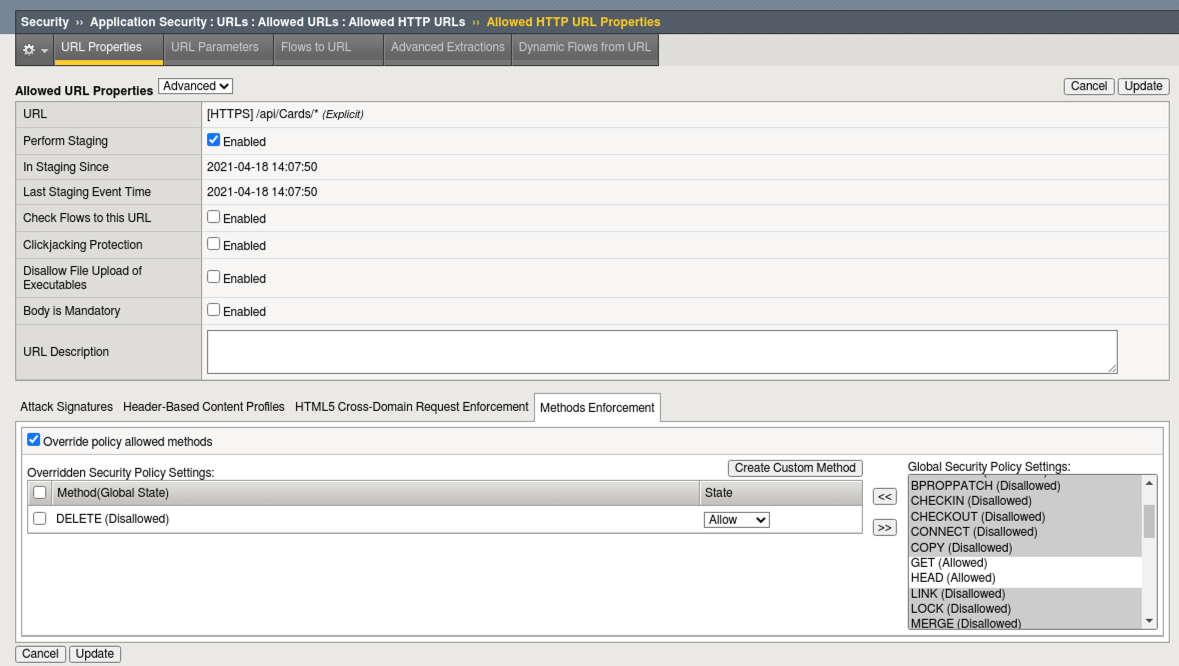 Security ›› Application Security : URLs : Allowed URLs : Allowed HTTP URLs ›› Allowed HTTP URL Properties
URL Properties URL Parameters Flows to URL Advanced Extractions Dynamic Flows from URL
Allowed URL Properties Advanced Cancel Update
URL [HTTPS] /api/Cards/* (Explicit)
Perform Staging Enabled
In Staging Since 2021-04-18 14:07:50
Last Staging Event Time 2021-04-18 14:07:50
Check Flows to this URL Enabled
Clickjacking Protection Enabled
Disallow File Upload of
Executables Enabled
Body is Mandatory Enabled
URL Description
Attack Signatures Header-Based Content Profiles HTML5 Cross-Domain Request Enforcement Methods Enforcement
Override policy allowed methods
Overridden Security Policy Settings: Create Custom Method
Method(Global State) State
DELETE (Disallowed) Allow
<<
>>
Global Security Policy Settings:
BPROPPATCH (Disallowed)
CHECKIN (Disallowed)
CHECKOUT (Disallowed)
CONNECT (Disallowed)
COPY (Disallowed)
GET (Allowed)
HEAD (Allowed)
LINK (Disallowed)
LOCK (Disallowed)
MERGE (Disallowed)
Cancel Update